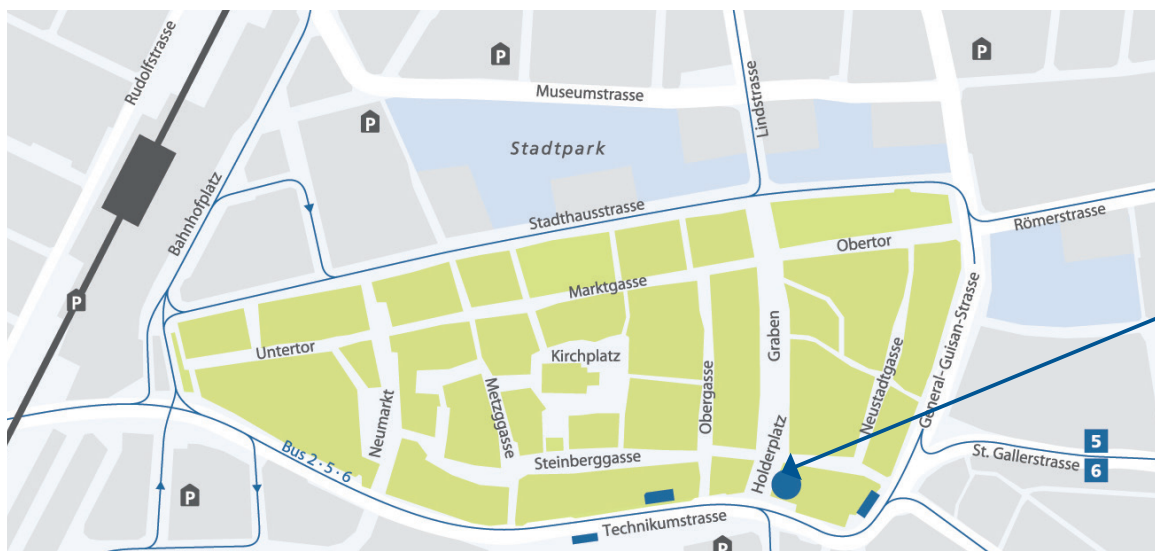 Rudolfstrasse
P
P
Museumstrasse
Lindstrasse
P
Stadtpark
Bahnhofplatz
Stadthausstrasse
Römerstrasse
Obertor
P
Marktgasse
Untertor
Kirchplatz
Graben
General-Guisan-Strasse
Neumarkt
Metzggasse
Obergasse
Neustadtgasse
Bus 2·5·6
Steinberggasse
Holderplatz
St. Gallerstrasse
5
6
P
Technikumstrasse
P